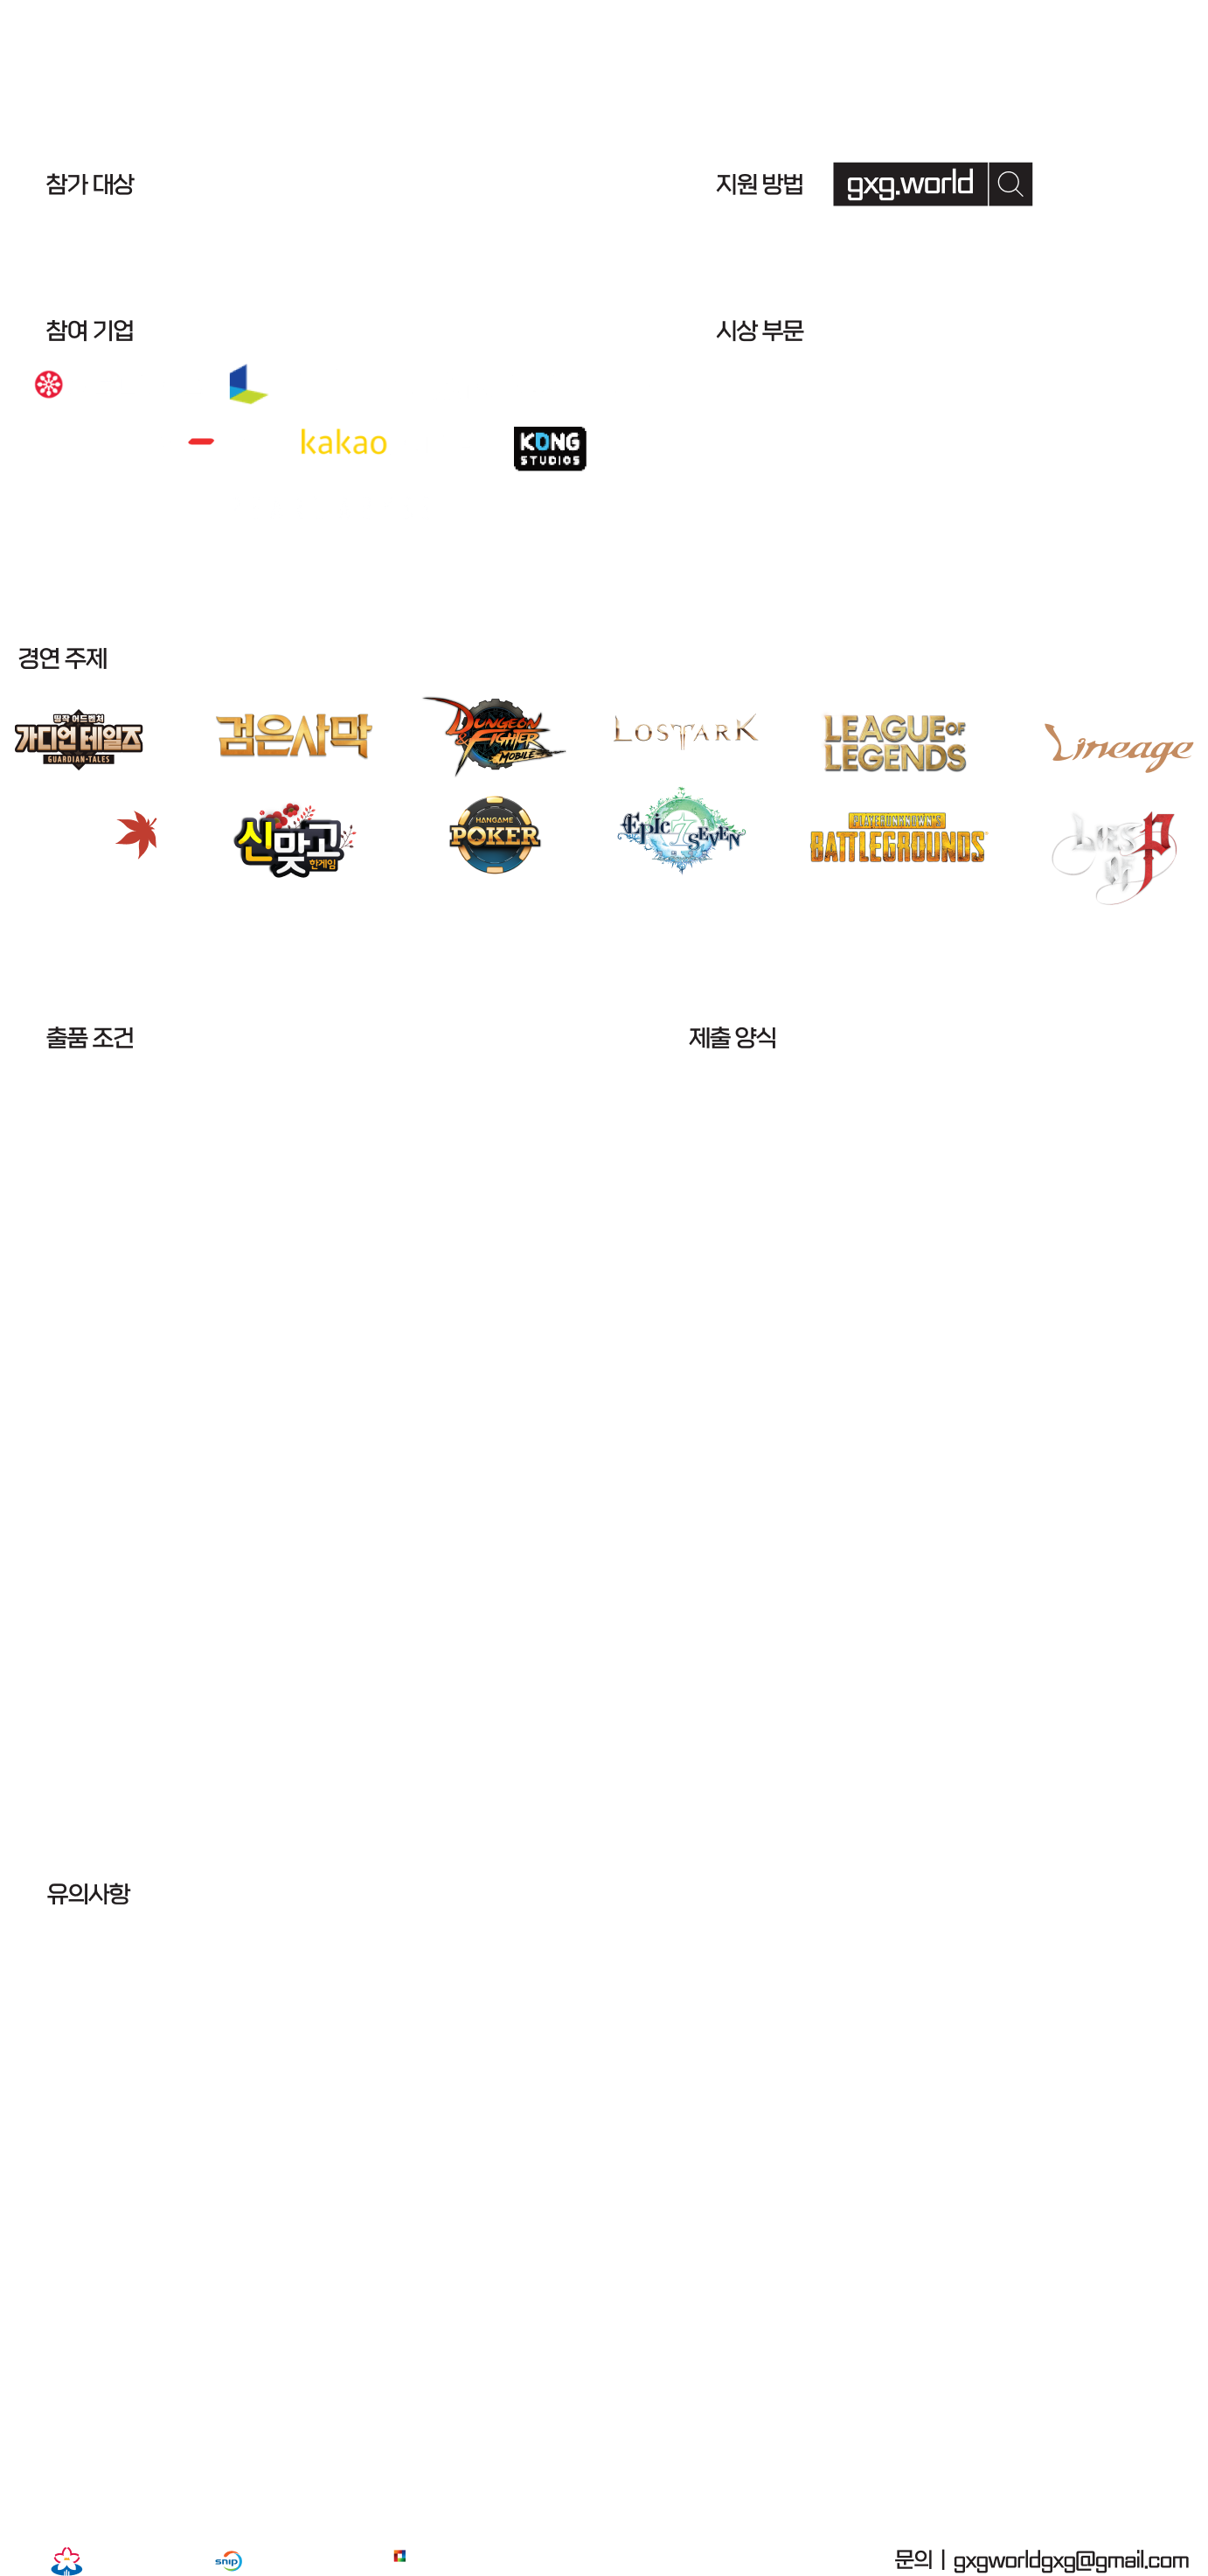 참가 대상
지원 방법 gxg.world
참여 기업
시상 부문
kakao
KONG
STUDIOS
경연 주제
띵작 어드벤처
가디언 테일즈
GUARDIAN TALES
검은사막
DUNGEON
& FIGHTER
MOBILE
LOST ARK
LEAGUE OF
LEGENDS
Lineage
신맞고
한게임
HANGAME
POKER
EPIC 7 SEVEN
PLAYERUNKNOWN'S
BATTLEGROUNDS
LIES
OF P
출품 조건
제출 양식
유의사항
snip
문의 | gxgworldgxg@gmail.com